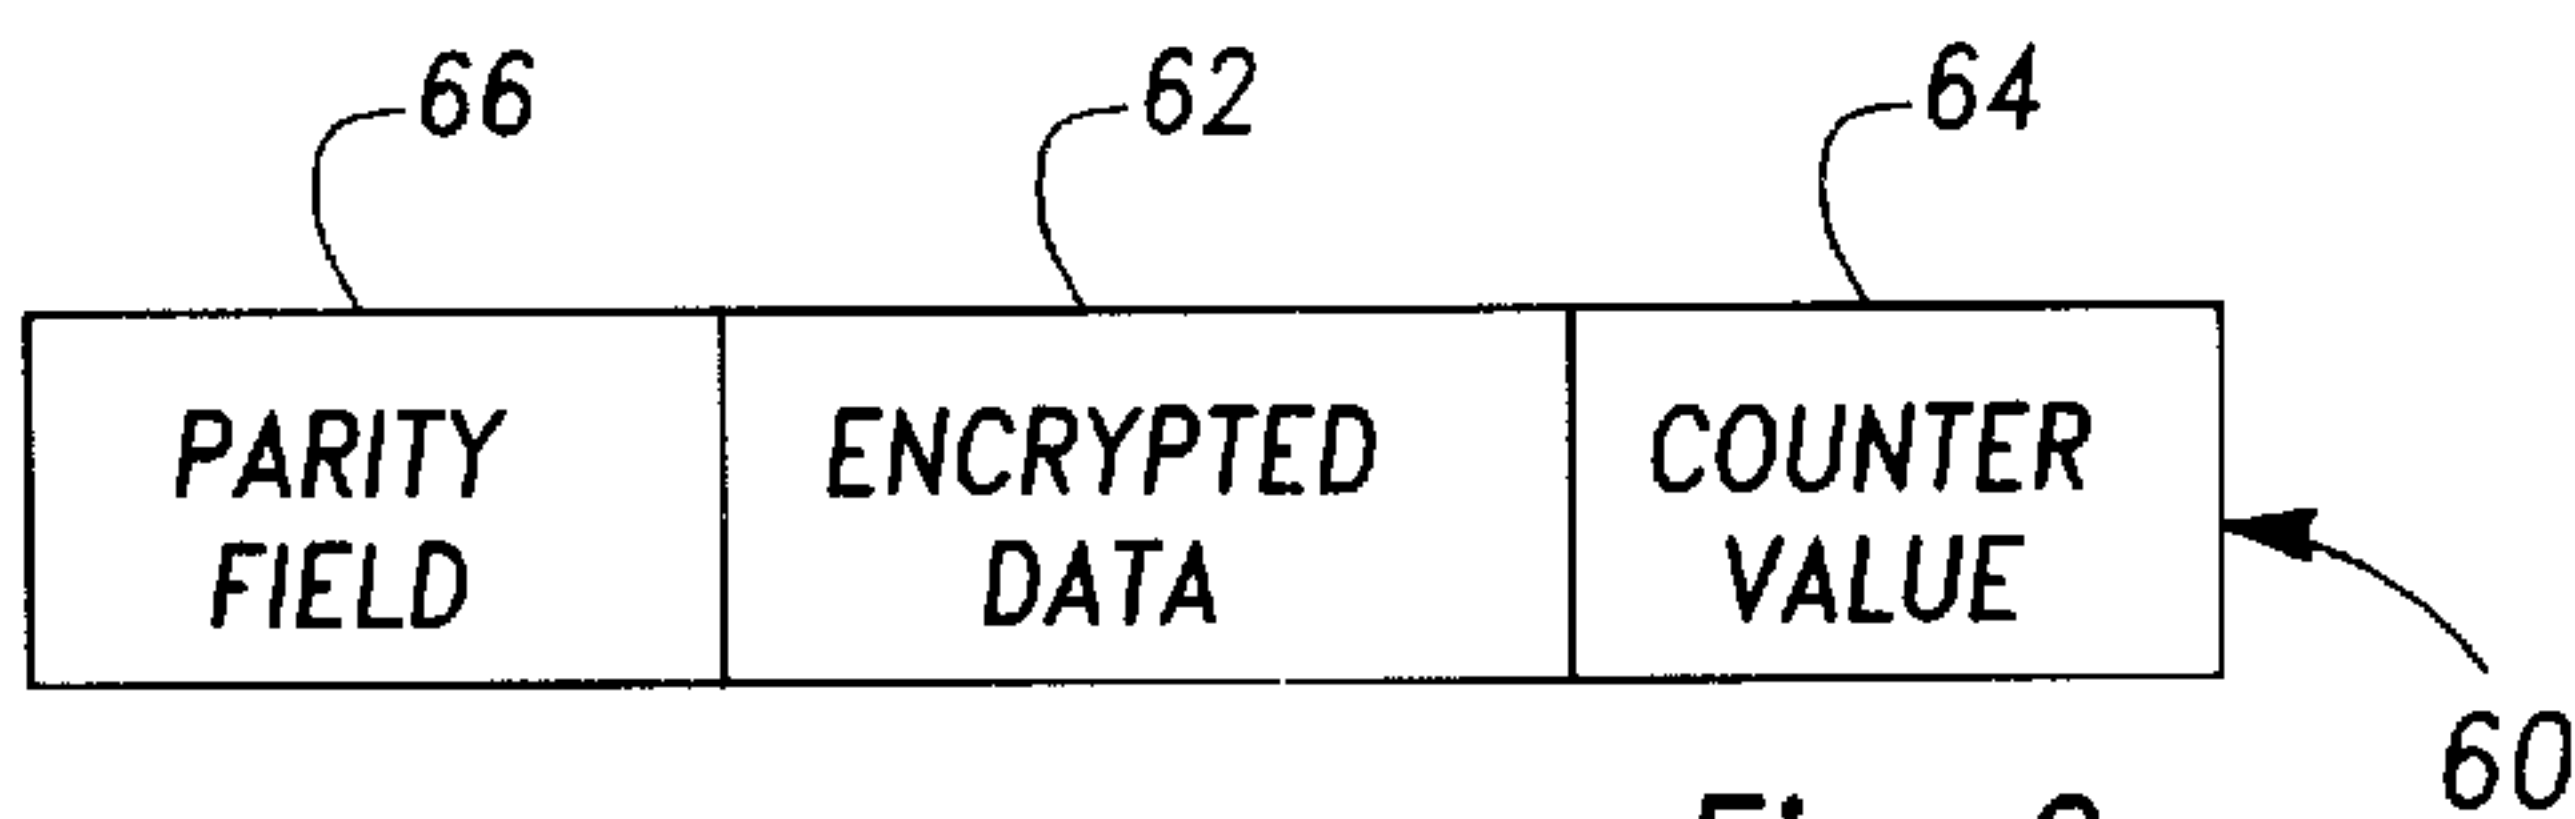 66 62 64
PARITY ENCRYPTED COUNTER
FIELD DATA VALUE
60